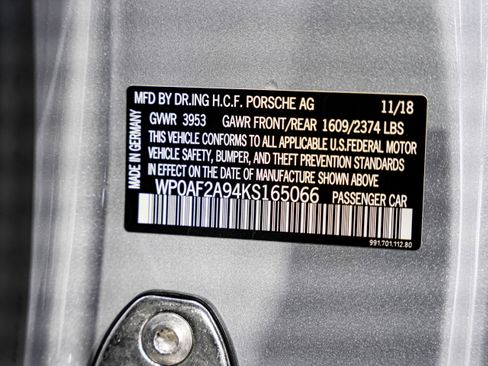 MFD BY DR.ING H.C.F. PORSCHE AG 11/18
GVWR 3953 GAWR FRONT/REAR 1609/2374 LBS
THIS VEHICLE CONFORMS TO ALL APPLICABLE U.S.FEDERAL MOTOR
VEHICLE SAFETY, BUMPER, AND THEFT PREVENTION STANDARDS
IN EFFECT ON THE DATE OF MANUFACTURE SHOWN ABOVE.
WP0AF2A94KS165066 PASSENGER CAR
991.701.112.80
MADE IN GERMANY